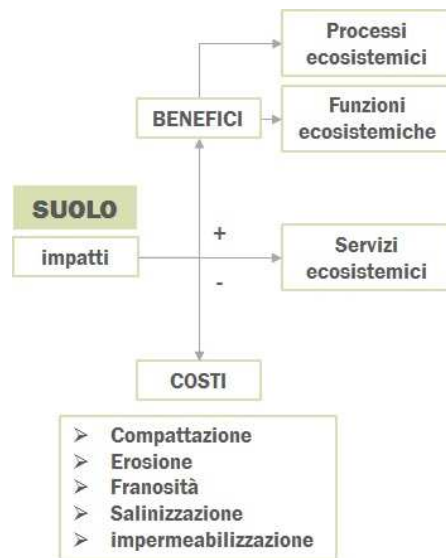 Processi
ecosistemici
BENEFICI
Funzioni
ecosistemiche
SUOLO
impatti
+
-
Servizi
ecosistemici
COSTI
➢ Compattazione
➢ Erosione
➢ Franosità
➢ Salinizzazione
➢ impermeabilizzazione